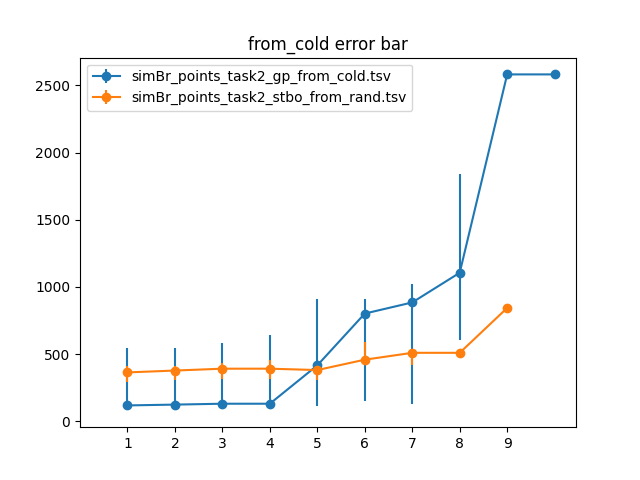 from_cold error bar
simBr_points_task2_gp_from_cold.tsv
simBr_points_task2_stbo_from_rand.tsv
2500
2000
1500
1000
500
0
1 2 3 4 5 6 7 8 9